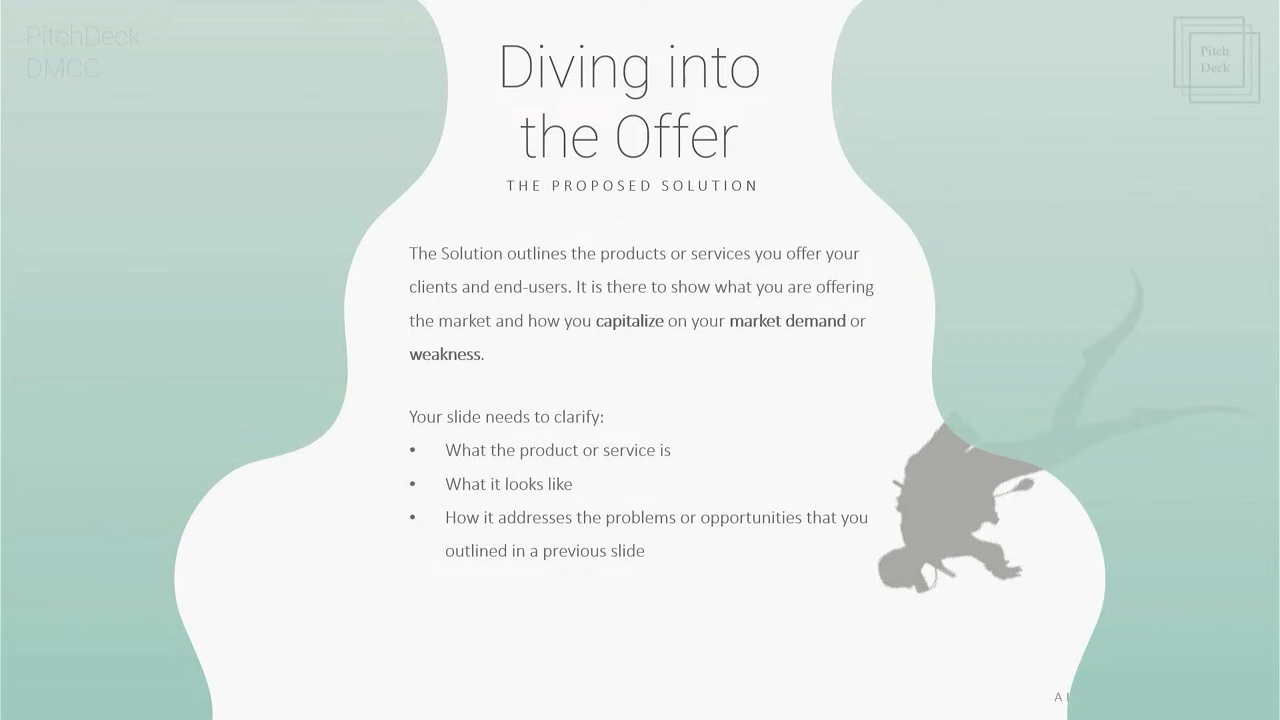 PitchDeck
DMCC
Pitch
Deck
Diving into
the Offer
THE PROPOSED SOLUTION
The Solution outlines the products or services you offer your
clients and end-users. It is there to show what you are offering
the market and how you capitalize on your market demand or
weakness.
Your slide needs to clarify:
• What the product or service is
• What it looks like
• How it addresses the problems or opportunities that you
outlined in a previous slide